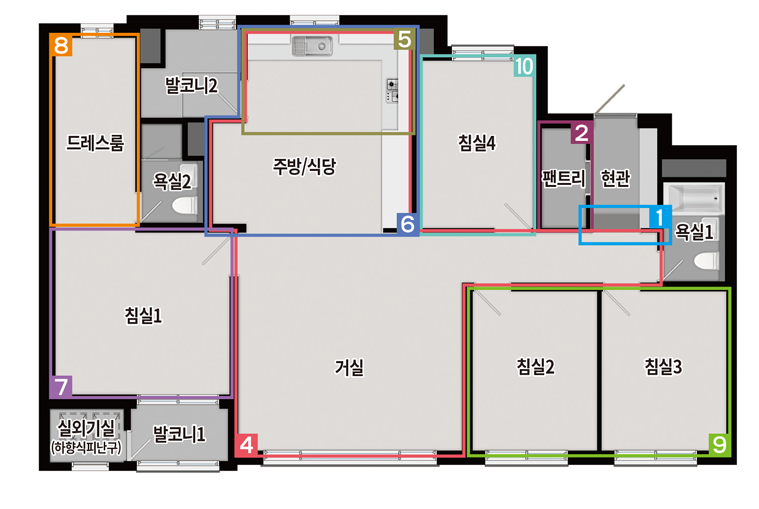 8
5
10
발코니2
드레스룸
주방/식당
침실4
2
팬트리
현관
욕실2
1
욕실1
6
침실1
거실
침실2
침실3
7
4
9
실외기실
(하향식피난구)
발코니1